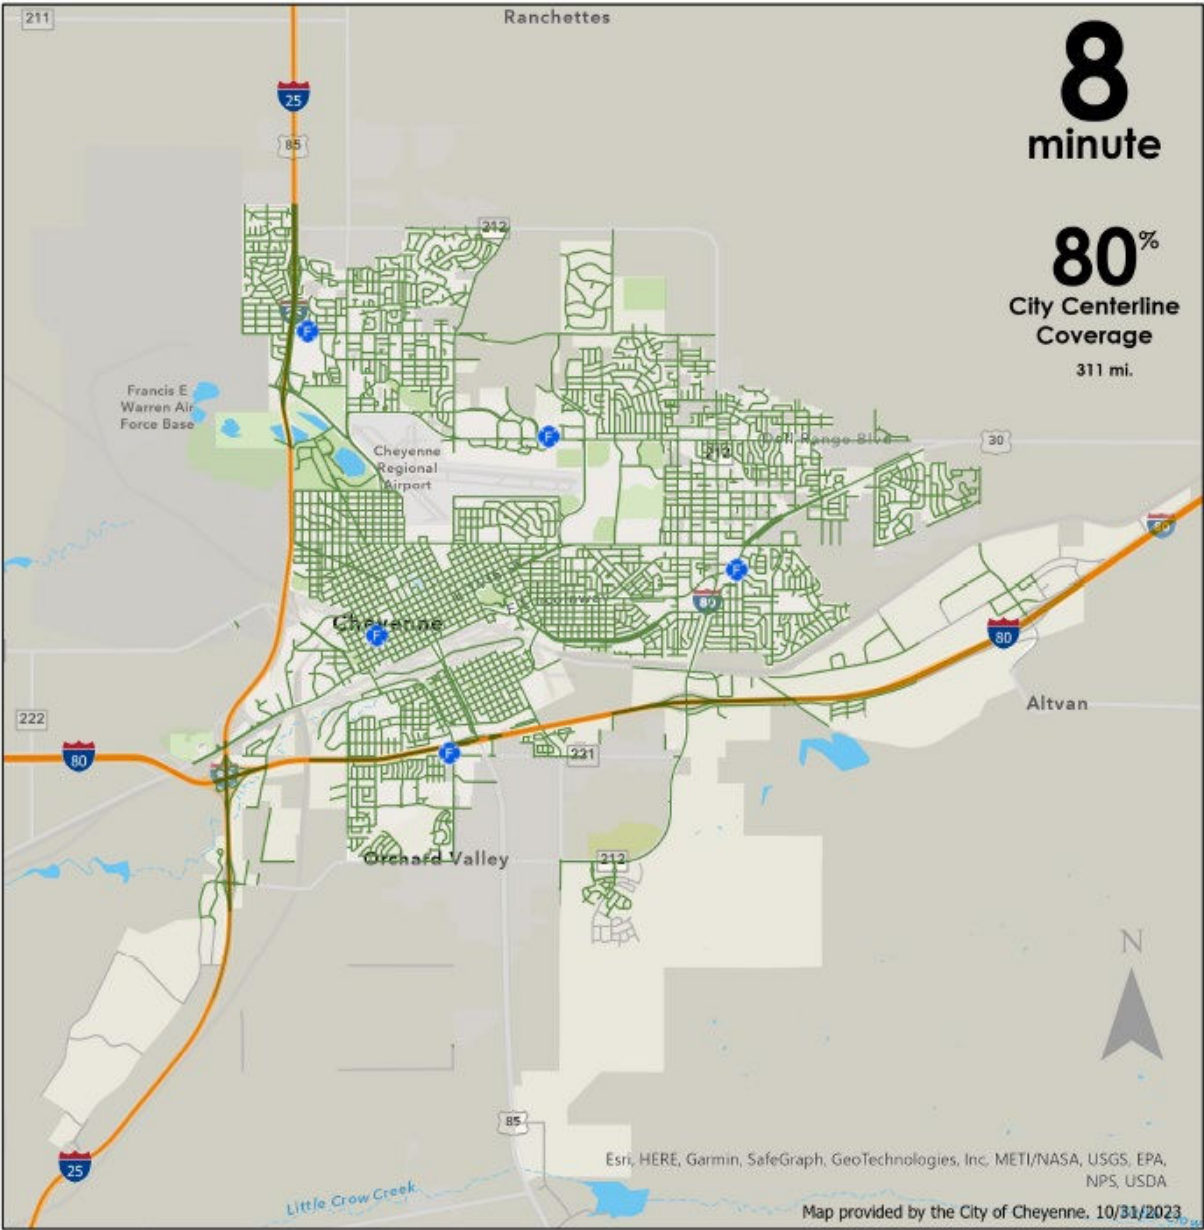 211
Ranchettes
8
minute
25
85
212
80%
City Centerline
Coverage
311 mi.
Francis E
Warren Air
Force Base
Cheyenne
Regional
Airport
Dell Range Blvd
212
30
80
80
Cheyenne
80
222
Altvan
80
221
Orchard Valley
212
N
85
25
Little Crow Creek
Esri, HERE, Garmin, SafeGraph, GeoTechnologies, Inc, METI/NASA, USGS, EPA,
NPS, USDA
Map provided by the City of Cheyenne. 10/31/2023
F
F
F
F
F